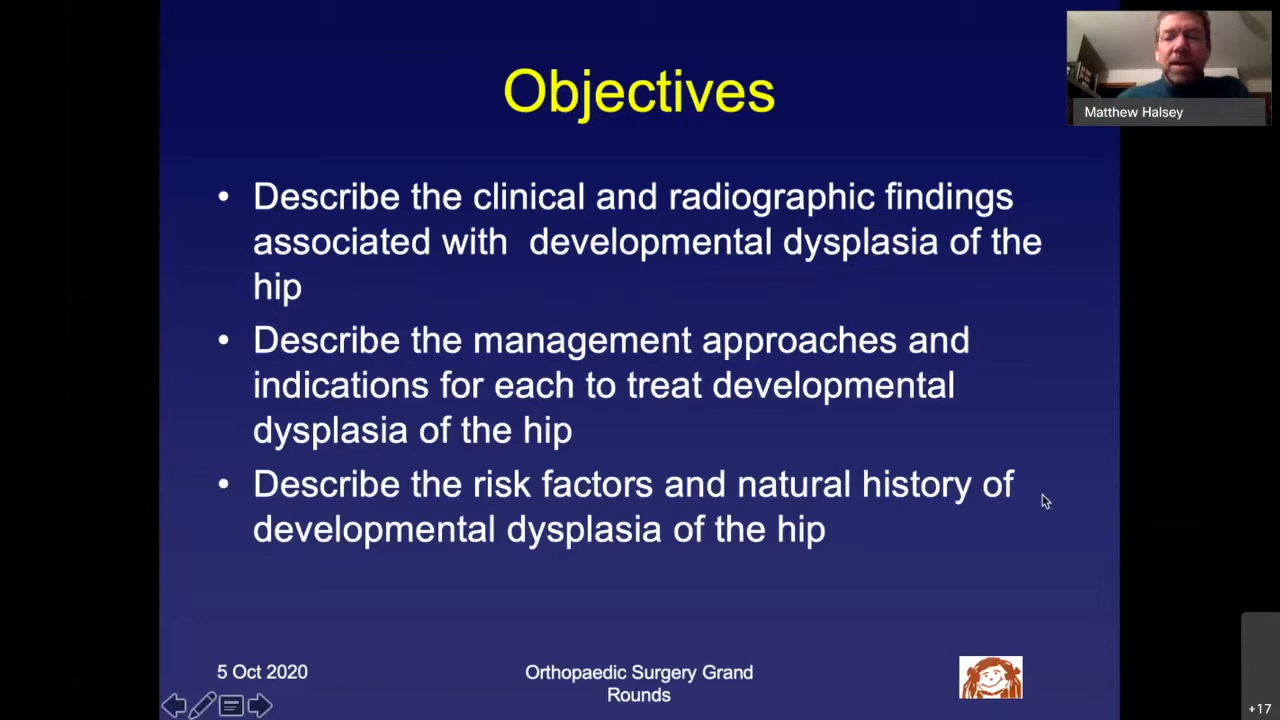 Objectives
Matthew Halsey
• Describe the clinical and radiographic findings
associated with  developmental dysplasia of the
hip
• Describe the management approaches and
indications for each to treat developmental
dysplasia of the hip
• Describe the risk factors and natural history of
developmental dysplasia of the hip
5 Oct 2020
Orthopaedic Surgery Grand
Rounds
+17